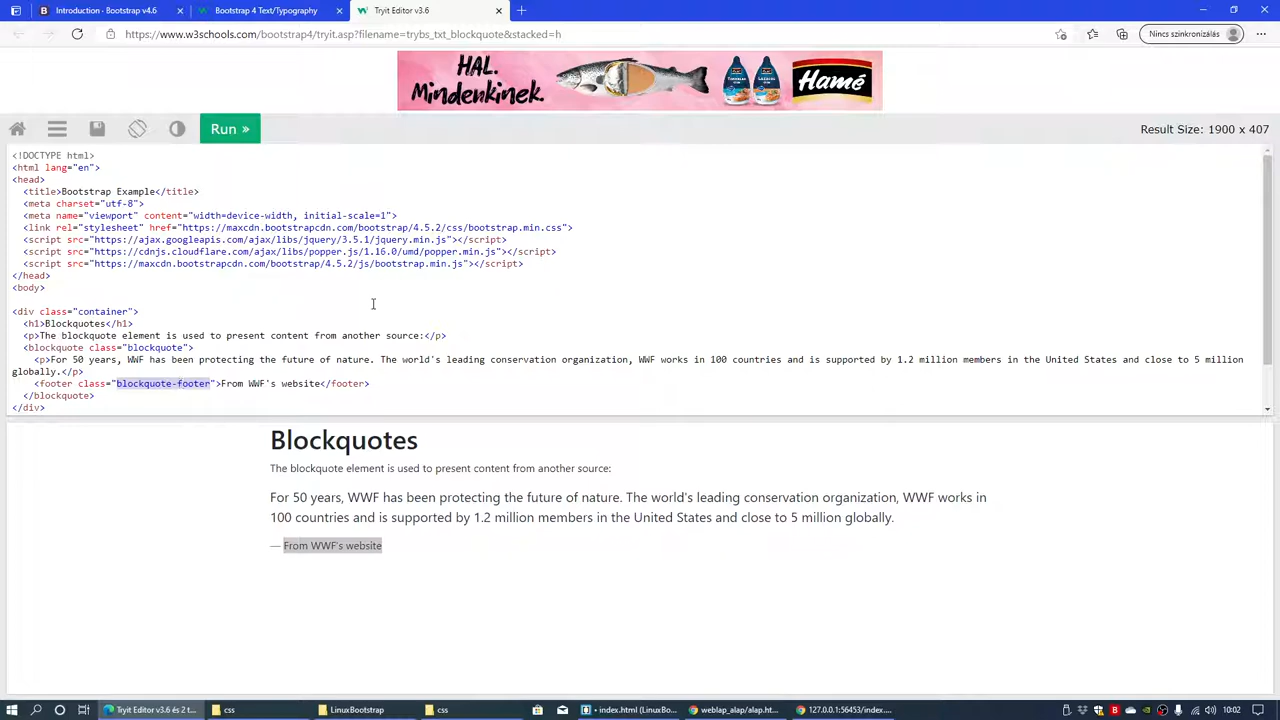 Introduction · Bootstrap v4.6
Bootstrap 4 Text/Typography
Tryit Editor v3.6
https://www.w3schools.com/bootstrap4/tryit.asp?filename=trybs_txt_blockquote&stacked=h
Nincs szinkronizálás
HAL.
Mindenkinek.
Hamé
Run »
Result Size: 1900 x 407
<!DOCTYPE html>
<html lang="en">
<head>
<title>Bootstrap Example</title>
<meta charset="utf-8">
<meta name="viewport" content="width=device-width, initial-scale=1">
<link rel="stylesheet" href="https://maxcdn.bootstrapcdn.com/bootstrap/4.5.2/css/bootstrap.min.css">
<script src="https://ajax.googleapis.com/ajax/libs/jquery/3.5.1/jquery.min.js"></script>
<script src="https://cdnjs.cloudflare.com/ajax/libs/popper.js/1.16.0/umd/popper.min.js"></script>
<script src="https://maxcdn.bootstrapcdn.com/bootstrap/4.5.2/js/bootstrap.min.js"></script>
</head>
<body>
<div class="container">
<h1>Blockquotes</h1>
<p>The blockquote element is used to present content from another source:</p>
<blockquote class="blockquote">
<p>For 50 years, WWF has been protecting the future of nature. The world's leading conservation organization, WWF works in 100 countries and is supported by 1.2 million members in the United States and close to 5 million
globally.</p>
<footer class="blockquote-footer">From WWF's website</footer>
</blockquote>
</div>
Blockquotes
The blockquote element is used to present content from another source:
For 50 years, WWF has been protecting the future of nature. The world's leading conservation organization, WWF works in
100 countries and is supported by 1.2 million members in the United States and close to 5 million globally.
— From WWF's website
Tryit Editor v3.6 és 2 t...
css
LinuxBootstrap
css
• index.html (LinuxBo...
weblap_alap/alap.ht...
127.0.0.1:56453/index....
10:02